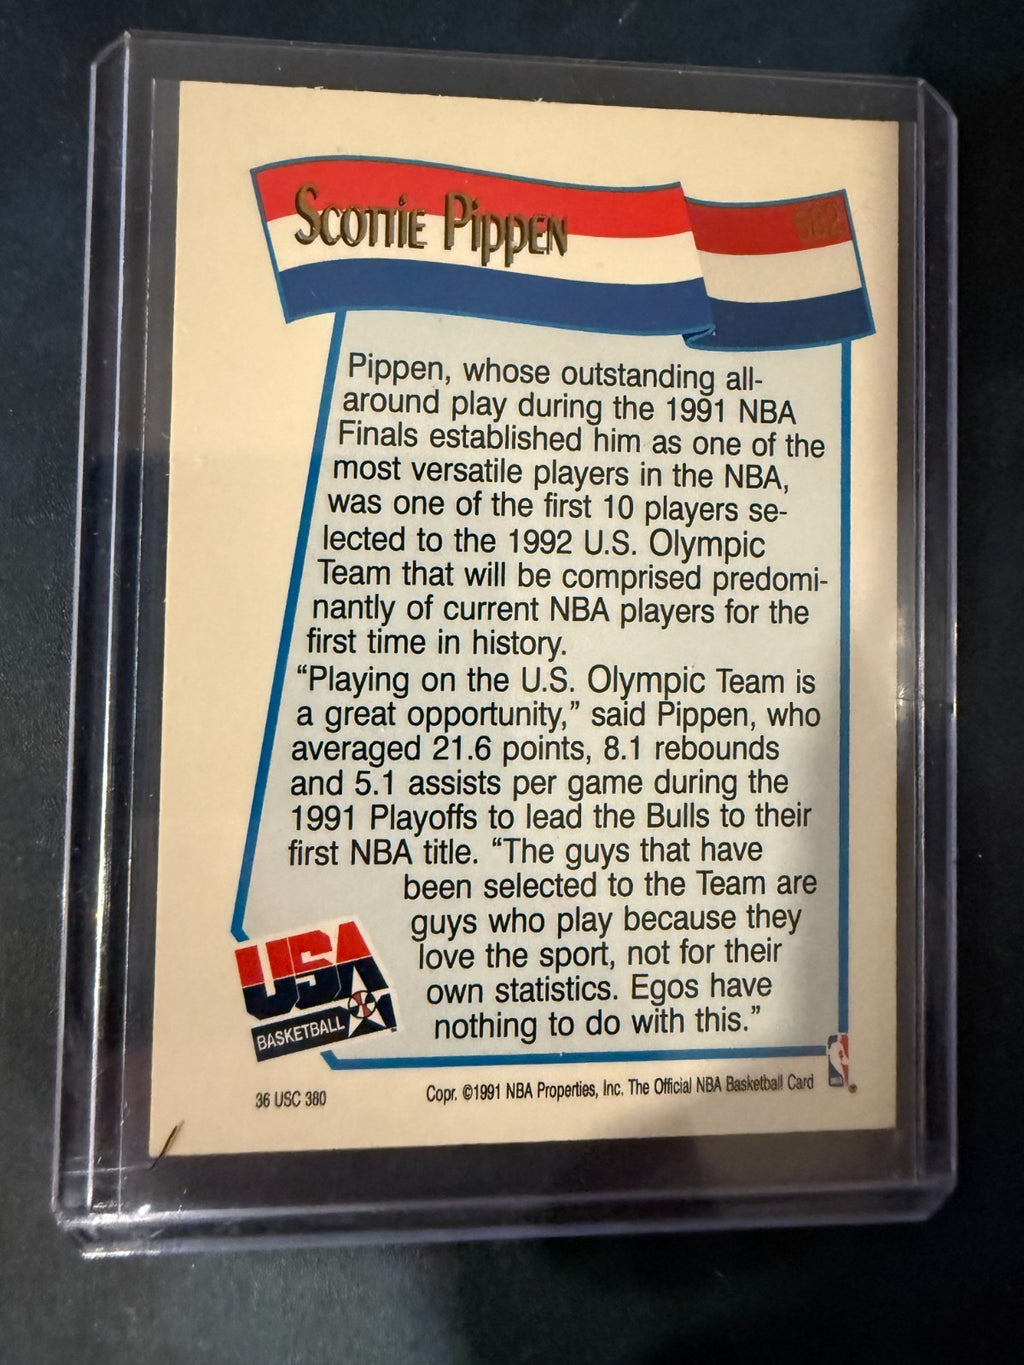 Scottie Pippen
582
Pippen, whose outstanding all-
around play during the 1991 NBA
Finals established him as one of the
most versatile players in the NBA,
was one of the first 10 players se-
lected to the 1992 U.S. Olympic
Team that will be comprised predomi-
nantly of current NBA players for the
first time in history.
“Playing on the U.S. Olympic Team is
a great opportunity,” said Pippen, who
averaged 21.6 points, 8.1 rebounds
and 5.1 assists per game during the
1991 Playoffs to lead the Bulls to their
first NBA title. “The guys that have
been selected to the Team are
guys who play because they
love the sport, not for their
own statistics. Egos have
nothing to do with this.”
USA
BASKETBALL
36 USC 380
Copr. ©1991 NBA Properties, Inc. The Official NBA Basketball Card